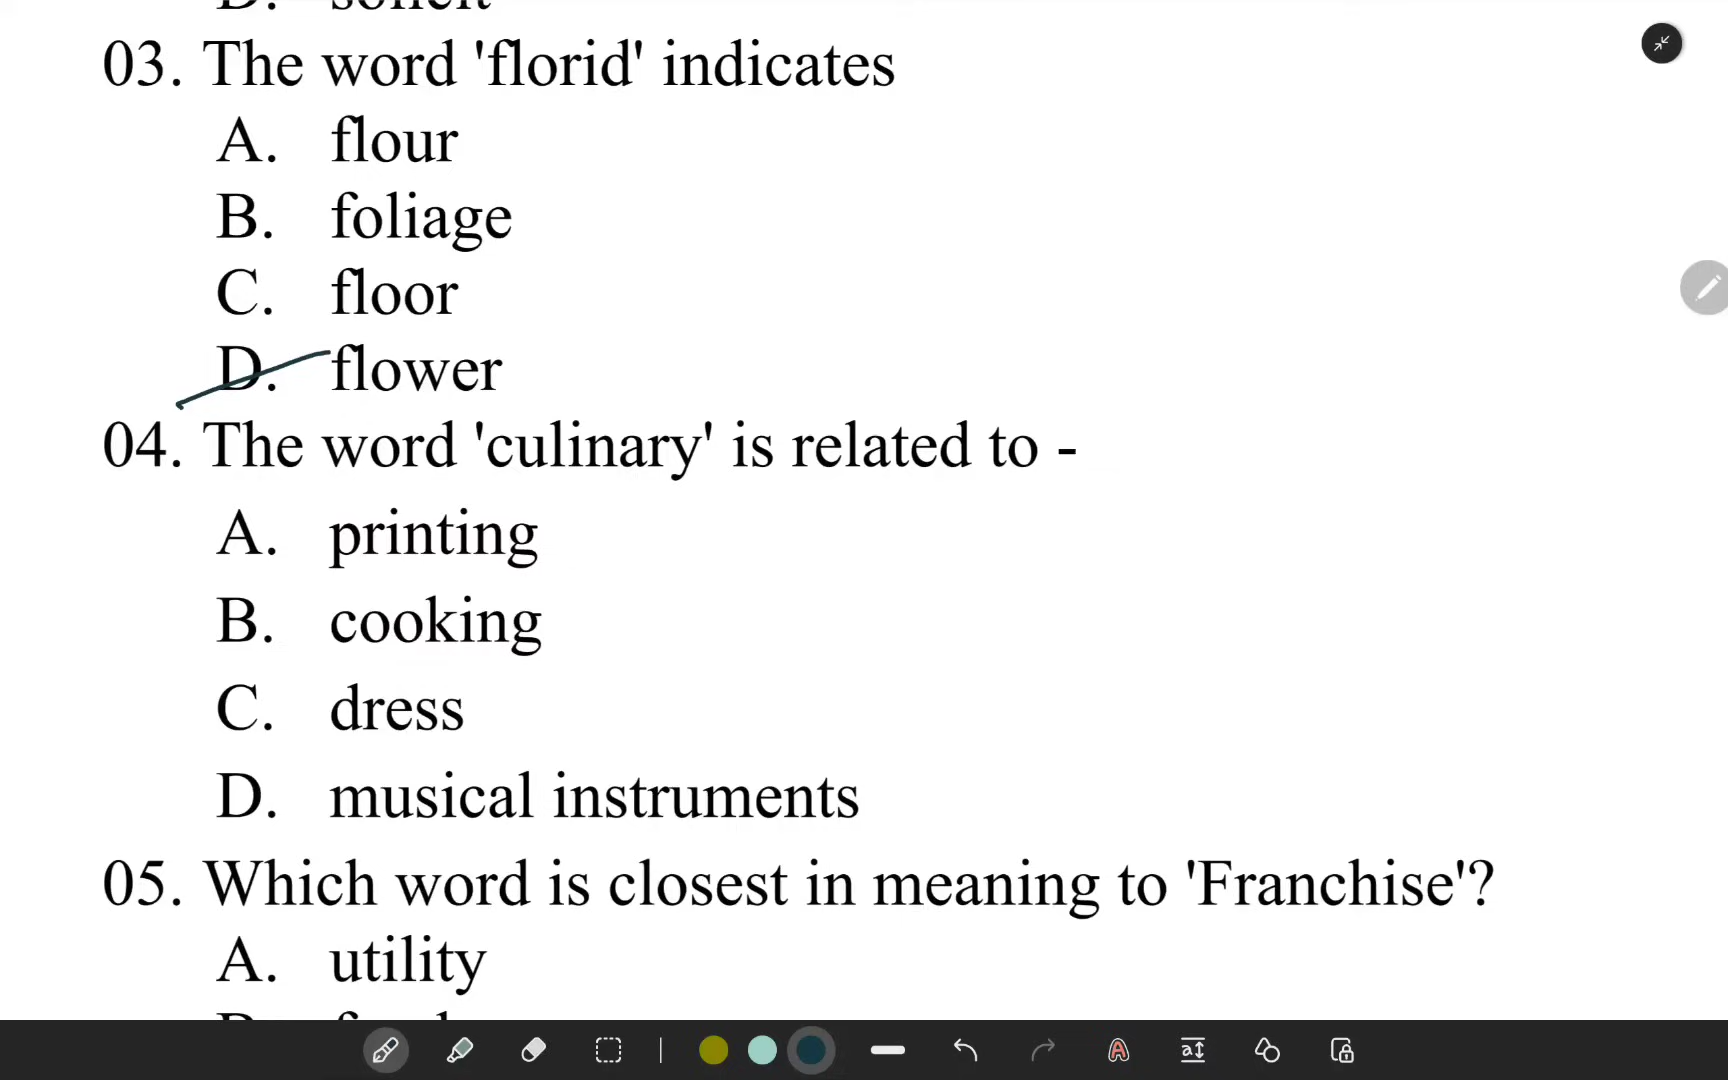 D. solicit
03. The word 'florid' indicates
A. flour
B. foliage
C. floor
D. flower
04. The word 'culinary' is related to -
A. printing
B. cooking
C. dress
D. musical instruments
05. Which word is closest in meaning to 'Franchise'?
A. utility